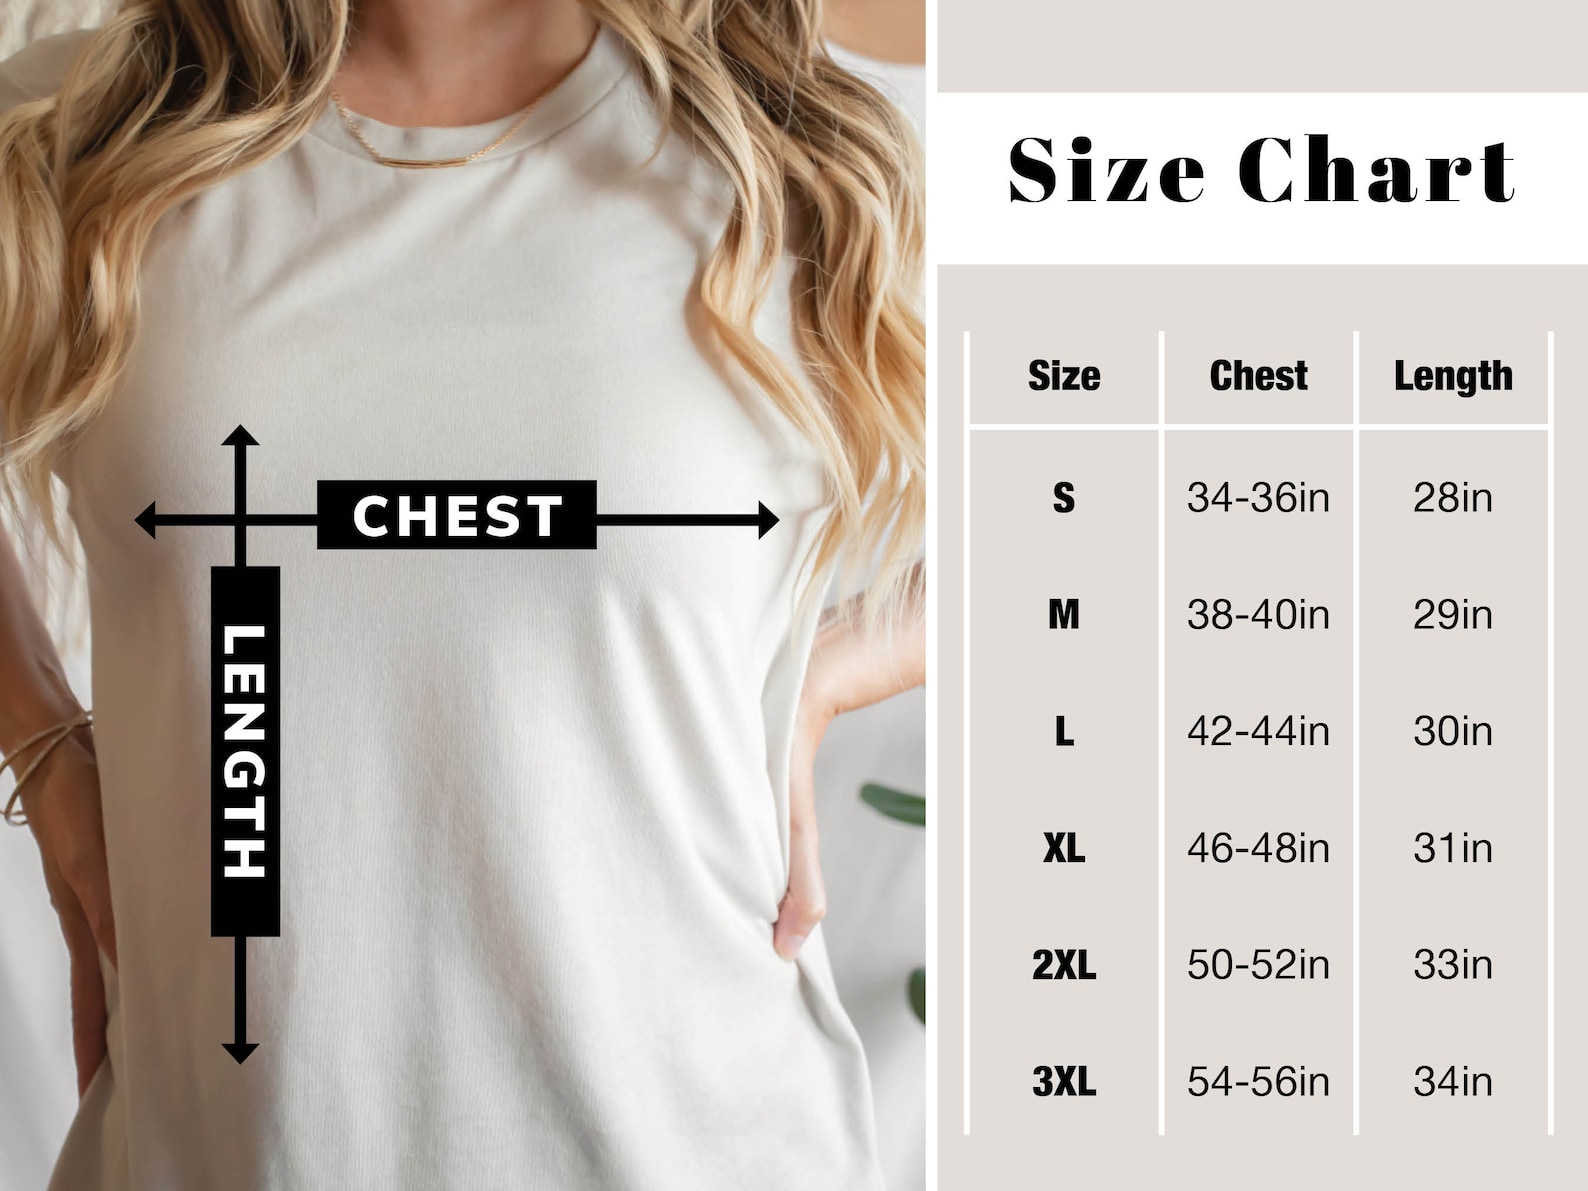 CHEST
LENGTH
Size Chart
Size Chest Length
S 34-36in 28in
M 38-40in 29in
L 42-44in 30in
XL 46-48in 31in
2XL 50-52in 33in
3XL 54-56in 34in